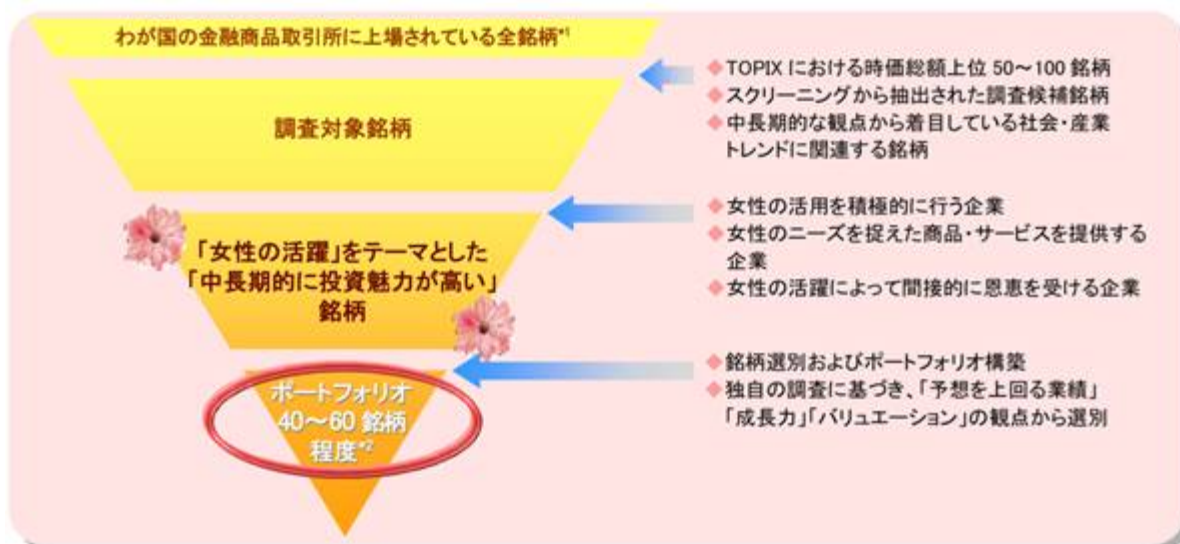 わが国の金融商品取引所に上場されている全銘柄*1
調査対象銘柄
「女性の活躍」をテーマとした
「中長期的に投資魅力が高い」
銘柄
ポートフォリオ
40～60 銘柄
程度*2
◆TOPIX における時価総額上位 50～100 銘柄
◆スクリーニングから抽出された調査候補銘柄
◆中長期的な観点から着目している社会・産業
トレンドに関連する銘柄
◆女性の活用を積極的に行う企業
◆女性のニーズを捉えた商品・サービスを提供する
企業
◆女性の活躍によって間接的に恩恵を受ける企業
◆銘柄選別およびポートフォリオ構築
◆独自の調査に基づき、「予想を上回る業績」
「成長力」「バリュエーション」の観点から選別